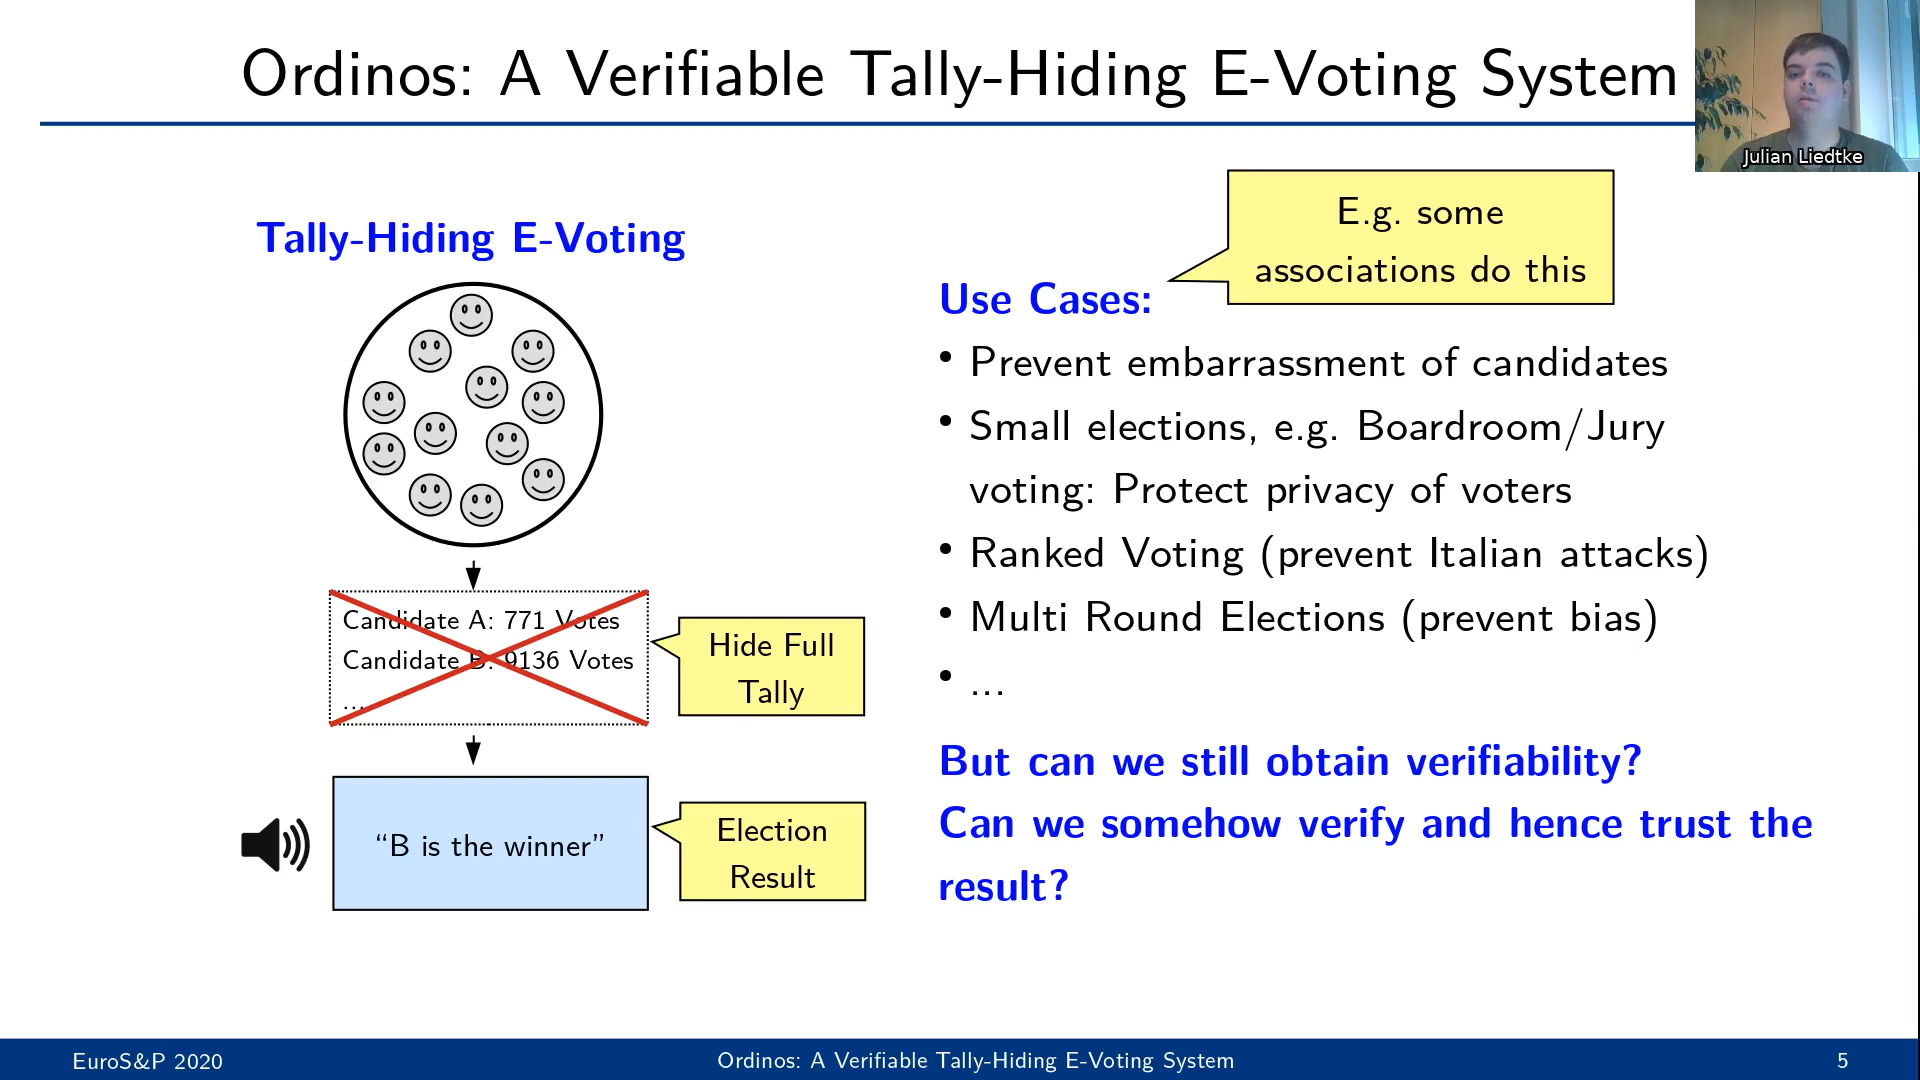 Ordinos: A Verifiable Tally-Hiding E-Voting System
Julian Liedtke
Tally-Hiding E-Voting
Candidate A: 771 Votes
Candidate B: 9136 Votes
...
Hide Full
Tally
“B is the winner”
Election
Result
E.g. some
associations do this
Use Cases:
• Prevent embarrassment of candidates
• Small elections, e.g. Boardroom/Jury
voting: Protect privacy of voters
• Ranked Voting (prevent Italian attacks)
• Multi Round Elections (prevent bias)
• ...
But can we still obtain verifiability?
Can we somehow verify and hence trust the
result?
EuroS&P 2020
Ordinos: A Verifiable Tally-Hiding E-Voting System
5